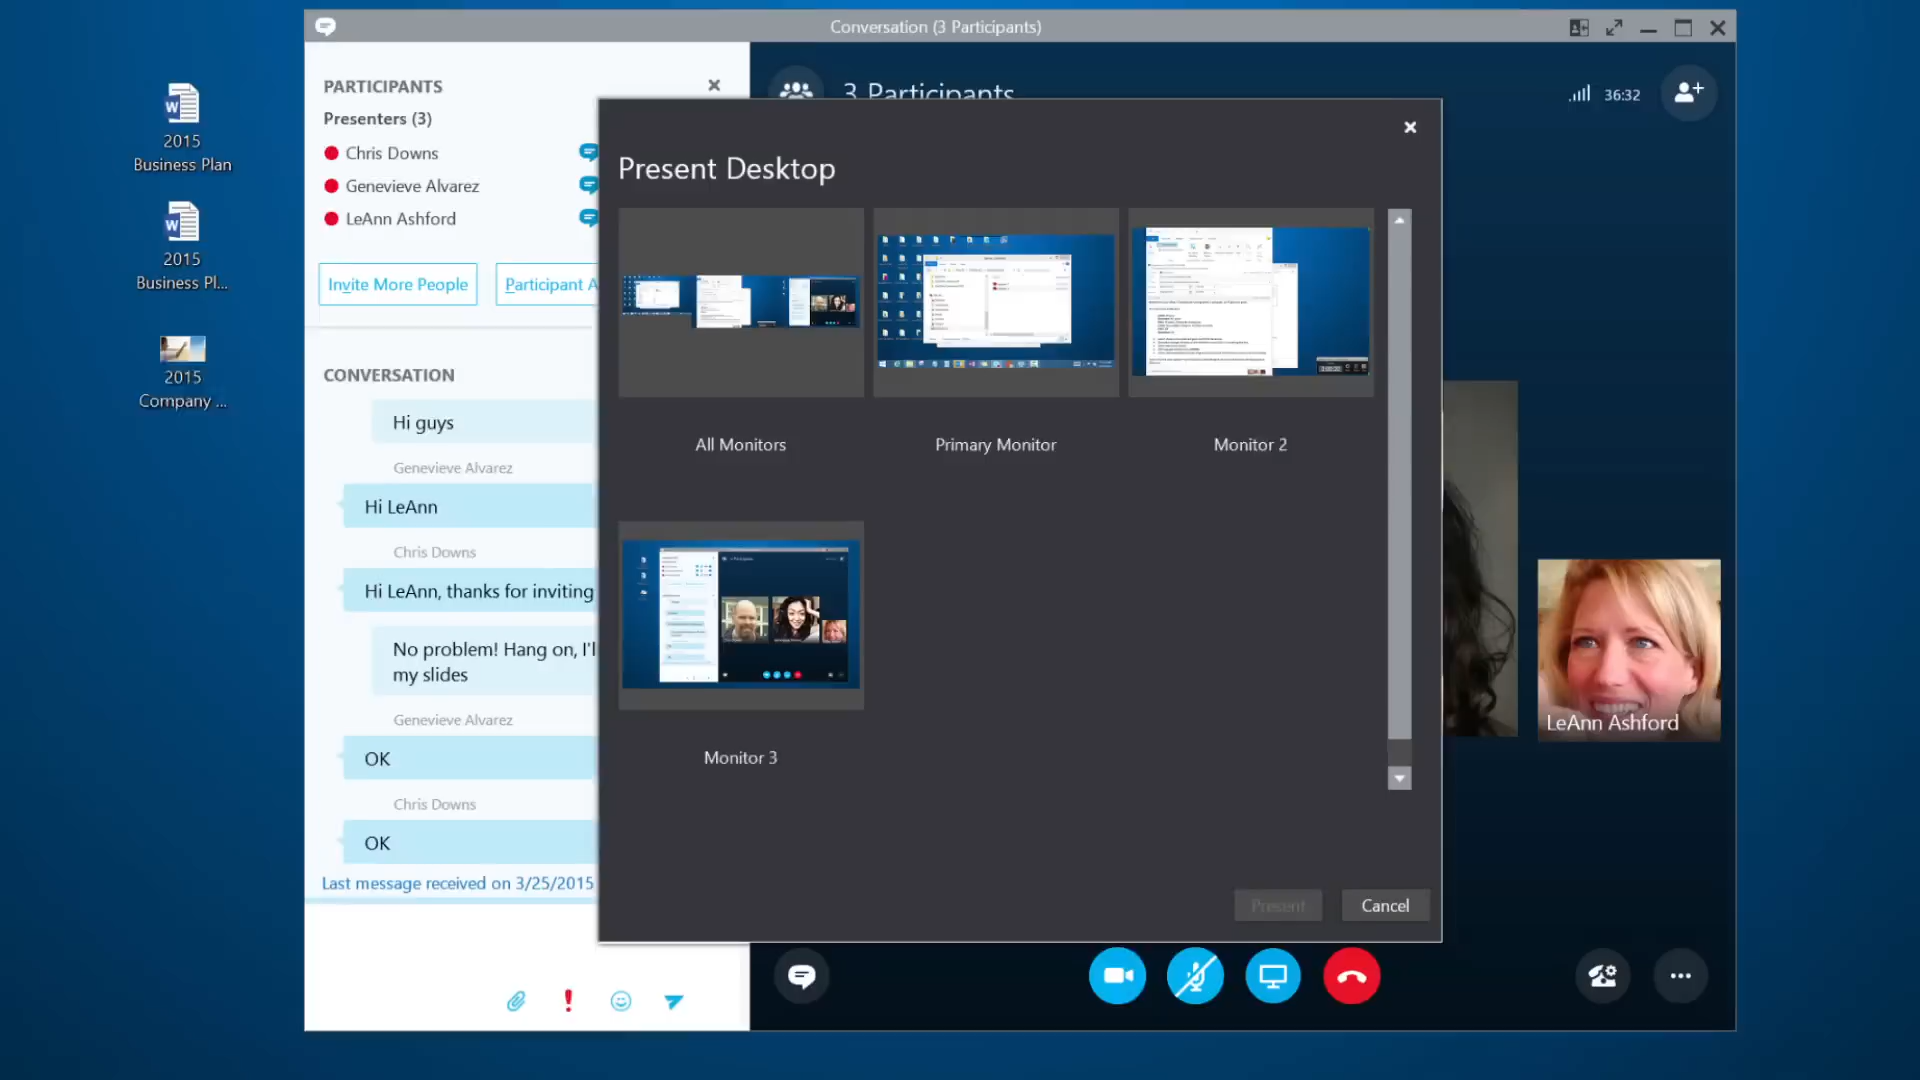 Conversation (3 Participants)
2015
Business Plan
2015
Business Pl...
2015
Company ...
PARTICIPANTS
Presenters (3)
Chris Downs
Genevieve Alvarez
LeAnn Ashford
Invite More People
Participant A
CONVERSATION
Hi guys
Genevieve Alvarez
Hi LeAnn
Chris Downs
Hi LeAnn, thanks for inviting
No problem! Hang on, I'll
my slides
Genevieve Alvarez
OK
Chris Downs
OK
Last message received on 3/25/2015
3 Participants
36:32
Present Desktop
All Monitors
Primary Monitor
Monitor 2
Monitor 3
Present
Cancel
LeAnn Ashford